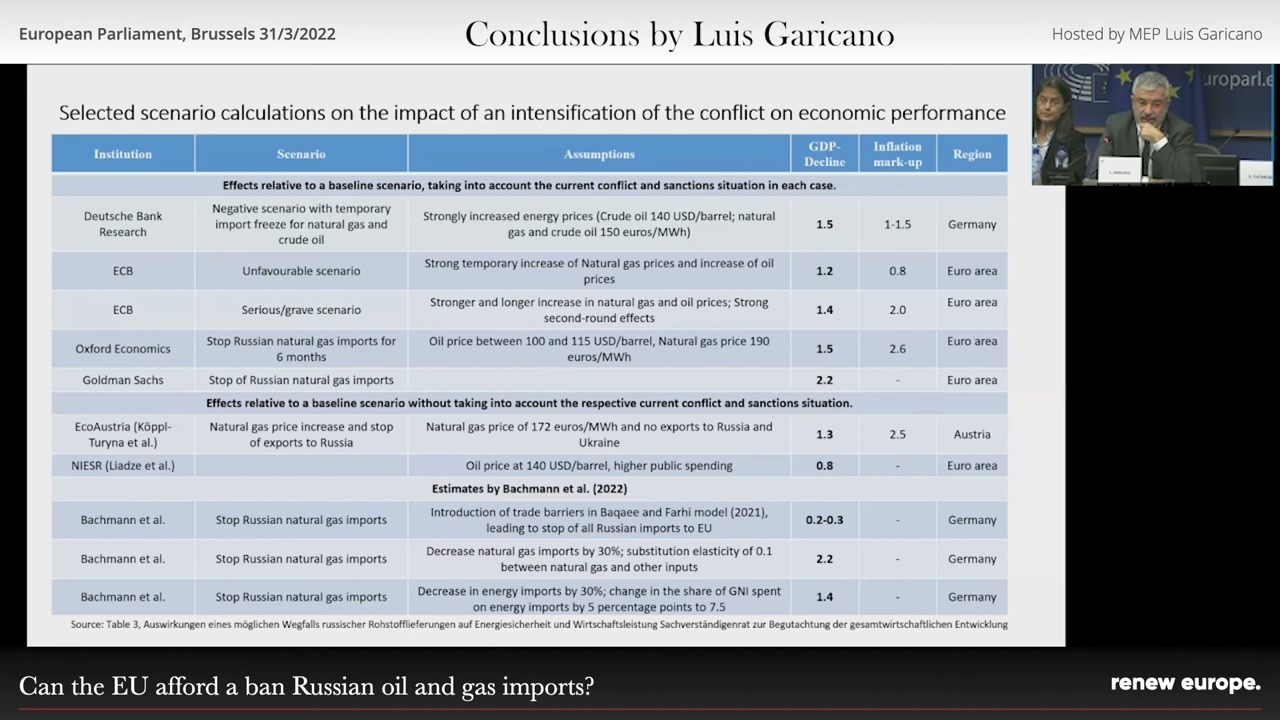 European Parliament, Brussels 31/3/2022
Conclusions by Luis Garicano
Hosted by MEP Luis Garicano
europarl.e
Selected scenario calculations on the impact of an intensification of the conflict on economic performance
Institution Scenario Assumptions GDP-Decline Inflation mark-up Region
Effects relative to a baseline scenario, taking into account the current conflict and sanctions situation in each case.
Deutsche Bank Research Negative scenario with temporary import freeze for natural gas and crude oil Strongly increased energy prices (Crude oil 140 USD/barrel; natural gas and crude oil 150 euros/MWh) 1.5 1-1.5 Germany
ECB Unfavourable scenario Strong temporary increase of Natural gas prices and increase of oil prices 1.2 0.8 Euro area
ECB Serious/grave scenario Stronger and longer increase in natural gas and oil prices; Strong second-round effects 1.4 2.0 Euro area
Oxford Economics Stop Russian natural gas imports for 6 months Oil price between 100 and 115 USD/barrel, Natural gas price 190 euros/MWh 1.5 2.6 Euro area
Goldman Sachs Stop of Russian natural gas imports 2.2 - Euro area
Effects relative to a baseline scenario without taking into account the respective current conflict and sanctions situation.
EcoAustria (Köppl-Turyna et al.) Natural gas price increase and stop of exports to Russia Natural gas price of 172 euros/MWh and no exports to Russia and Ukraine 1.3 2.5 Austria
NIESR (Liadze et al.) Oil price at 140 USD/barrel, higher public spending 0.8 - Euro area
Estimates by Bachmann et al. (2022)
Bachmann et al. Stop Russian natural gas imports Introduction of trade barriers in Baqaee and Farhi model (2021), leading to stop of all Russian imports to EU 0.2-0.3 - Germany
Bachmann et al. Stop Russian natural gas imports Decrease natural gas imports by 30%; substitution elasticity of 0.1 between natural gas and other inputs 2.2 - Germany
Bachmann et al. Stop Russian natural gas imports Decrease in energy imports by 30%; change in the share of GNI spent on energy imports by 5 percentage points to 7.5 1.4 - Germany
Source: Table 3, Auswirkungen eines möglichen Wegfalls russischer Rohstofflieferungen auf Energiesicherheit und Wirtschaftsleistung Sachverständigenrat zur Begutachtung der gesamtwirtschaftlichen Entwicklung
Can the EU afford a ban Russian oil and gas imports?
renew europe.